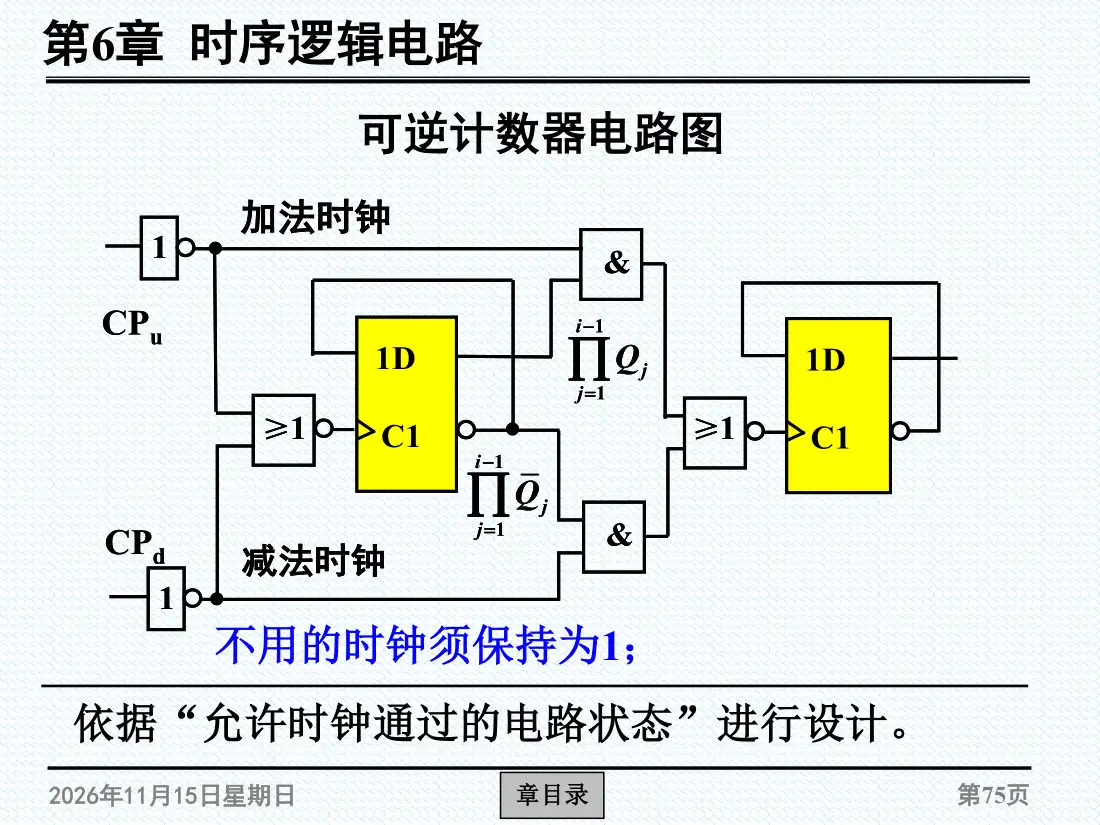 第6章 时序逻辑电路
可逆计数器电路图
加法时钟
1
&
CPu
i−1
∏ Qj
j=1
1D
1D
≥1
C1
≥1
C1
i−1
∏ Q̄j
j=1
CPd
减法时钟
&
1
不用的时钟须保持为1；
依据“允许时钟通过的电路状态”进行设计。
2026年11月15日星期日
章目录
第75页